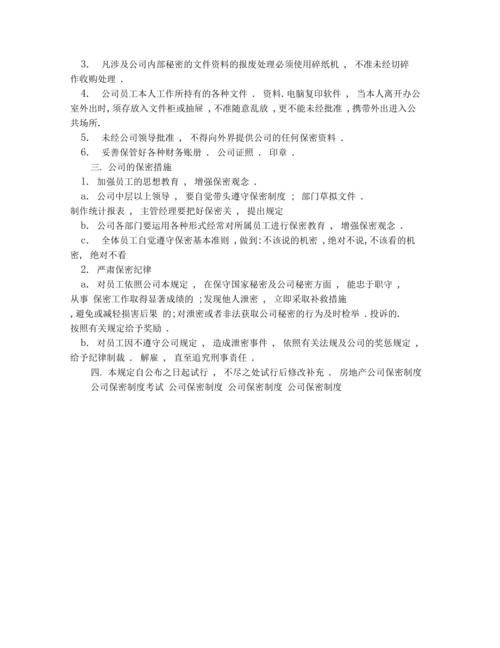 3. 凡涉及公司内部秘密的文件资料的报废处理必须使用碎纸机 , 不准未经切碎
作收购处理 .
4. 公司员工本人工作所持有的各种文件 . 资料.电脑复印软件 , 当本人离开办公
室外出时,须存放入文件柜或抽屉 ,不准随意乱放 ,更不能未经批准 ,携带外出进入公
共场所.
5. 未经公司领导批准 , 不得向外界提供公司的任何保密资料 .
6. 妥善保管好各种财务账册 . 公司证照 . 印章 .
三. 公司的保密措施
1. 加强员工的思想教育 , 增强保密观念 .
a. 公司中层以上领导 , 要自觉带头遵守保密制度 ; 部门草拟文件 .
制作统计报表 , 主管经理要把好保密关 , 提出规定
b. 公司各部门要运用各种形式经常对所属员工进行保密教育 , 增强保密观念 .
c. 全体员工自觉遵守保密基本准则 ,做到:不该说的机密 ,绝对不说,不该看的机
密, 绝对不看
2. 严肃保密纪律
a. 对员工依照公司本规定 , 在保守国家秘密及公司秘密方面 , 能忠于职守 ,
从事 保密工作取得显著成绩的 ;发现他人泄密 , 立即采取补救措施
,避免或减轻损害后果 的;对泄密或者非法获取公司秘密的行为及时检举 .投诉的.
按照有关规定给予奖励 .
b. 对员工因不遵守公司规定 , 造成泄密事件 , 依照有关法规及公司的奖惩规定 ,
给予纪律制裁 . 解雇 , 直至追究刑事责任 .
四. 本规定自公布之日起试行 , 不尽之处试行后修改补充 . 房地产公司保密制度
公司保密制度考试 公司保密制度 公司保密制度 公司保密制度